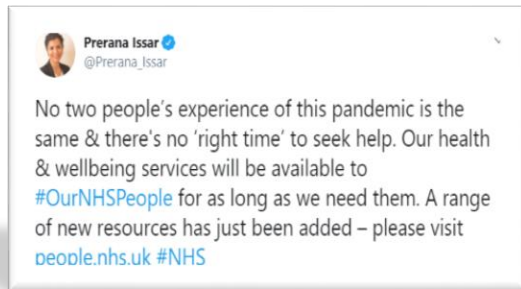 Prerana Issar
@Prerana_Issar
No two people's experience of this pandemic is the
same & there's no 'right time' to seek help. Our health
& wellbeing services will be available to
#OurNHSPeople for as long as we need them. A range
of new resources has just been added – please visit
people.nhs.uk #NHS